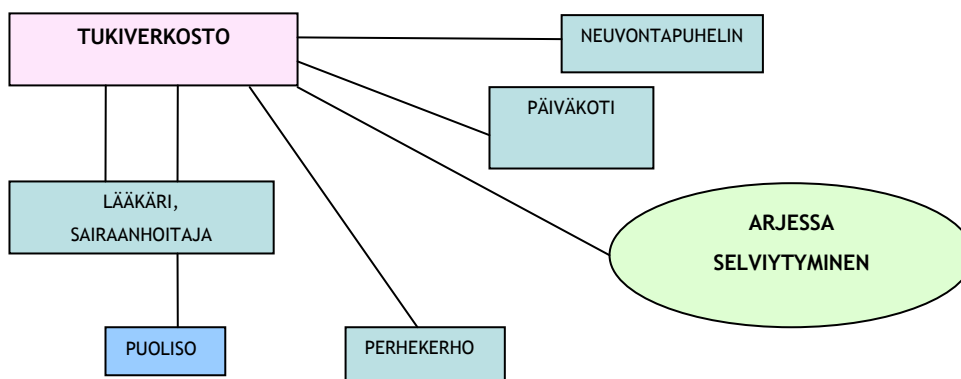 TUKIVERKOSTO
NEUVONTAPUHELIN
PÄIVÄKOTI
LÄÄKÄRI,
SAIRAANHOITAJA
ARJESSA
SELVIYTYMINEN
PUOLISO
PERHEKERHO